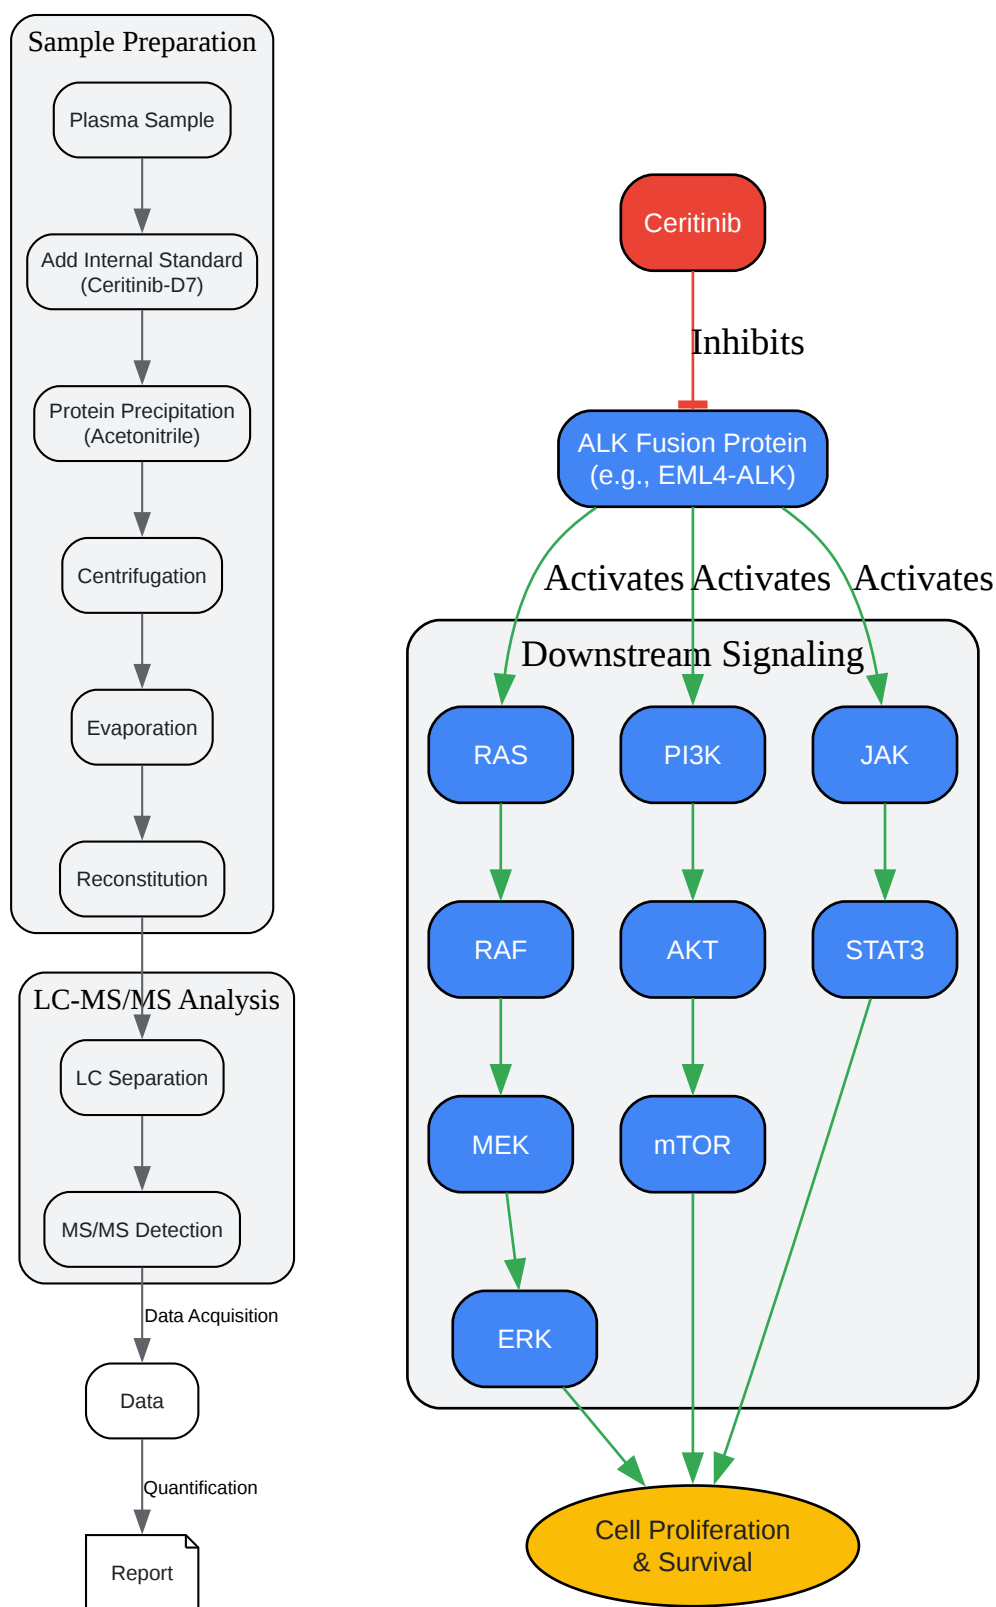 Sample Preparation
Plasma Sample
Add Internal Standard
(Ceritinib-D7)
Protein Precipitation
(Acetonitrile)
Centrifugation
Evaporation
Reconstitution
LC-MS/MS Analysis
LC Separation
MS/MS Detection
Data Acquisition
Data
Quantification
Report
Ceritinib
Inhibits
ALK Fusion Protein
(e.g., EML4-ALK)
Activates
Activates
Activates
Downstream Signaling
RAS
PI3K
JAK
RAF
AKT
STAT3
MEK
mTOR
ERK
Cell Proliferation
& Survival